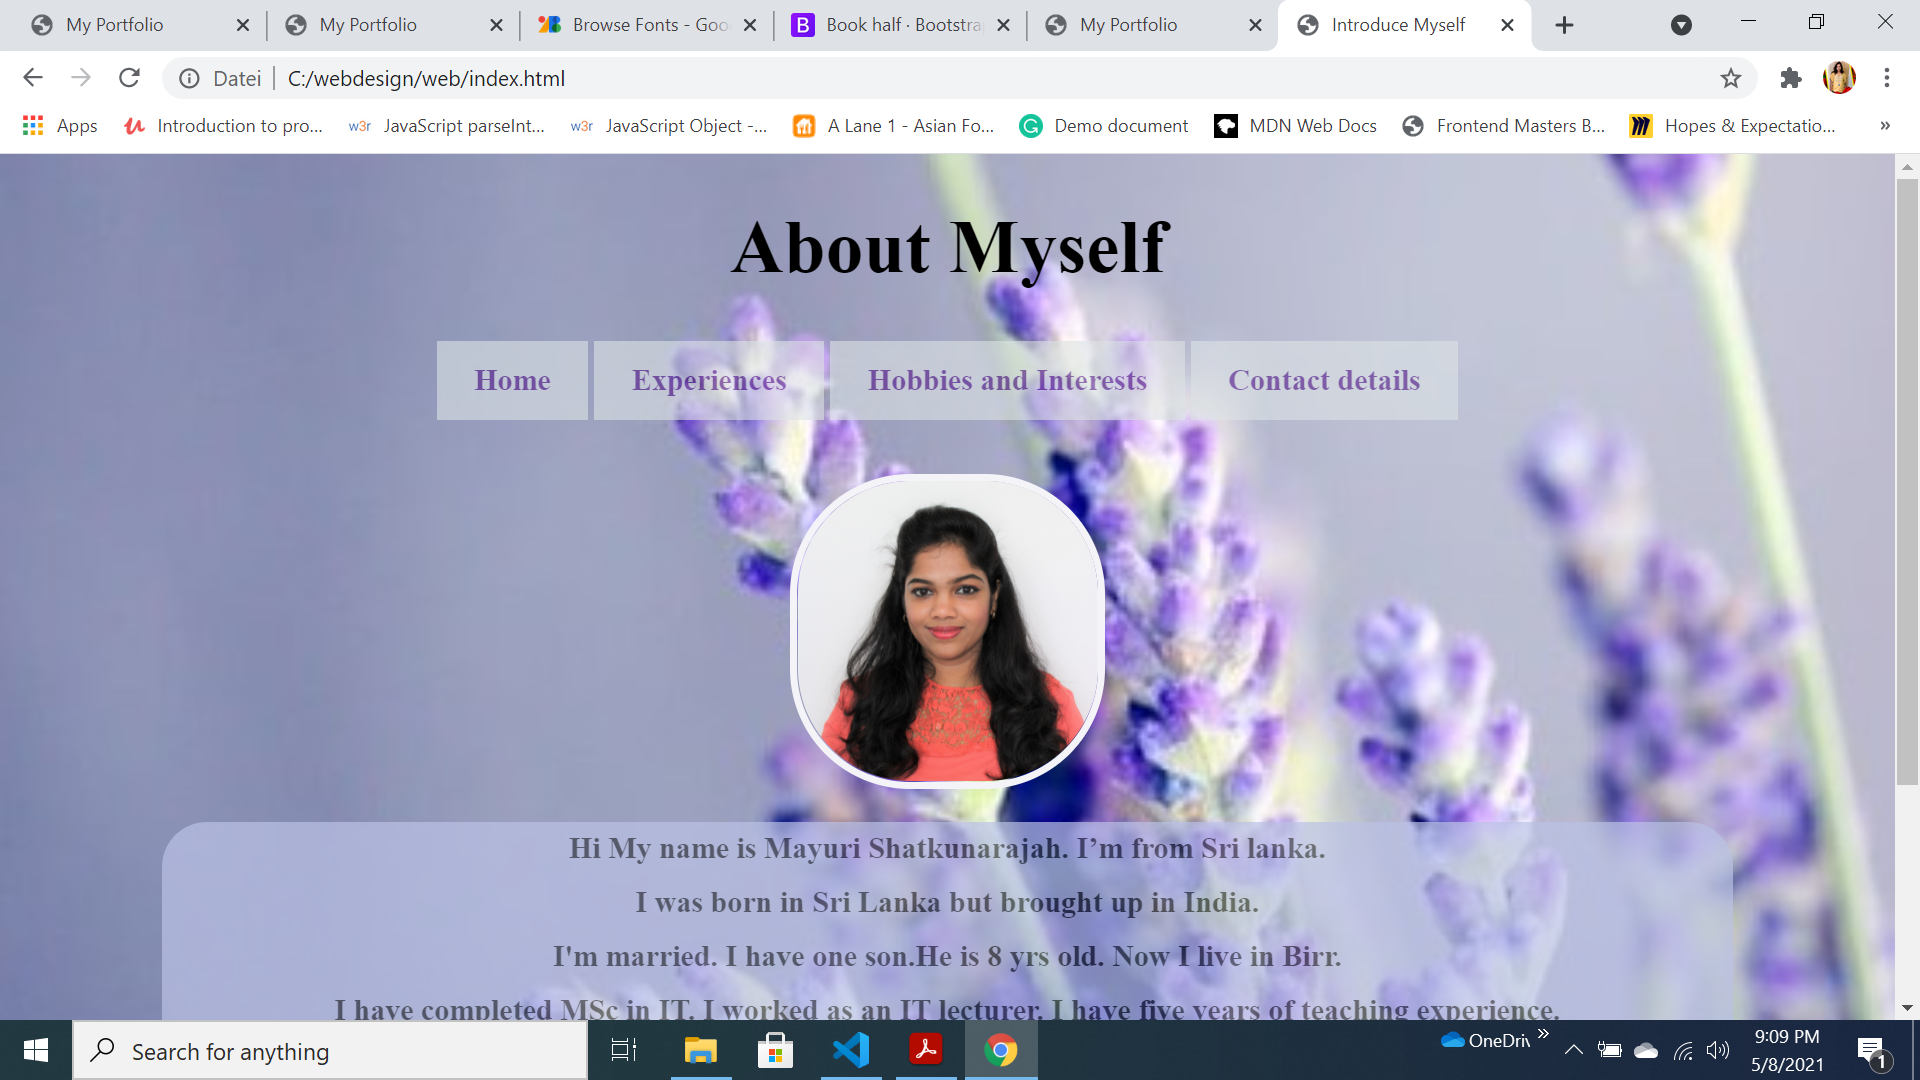 My Portfolio
My Portfolio
Browse Fonts - Goo
Book half · Bootstra
My Portfolio
Introduce Myself
Datei
C:/webdesign/web/index.html
Apps
Introduction to pro...
w3r
JavaScript parseInt...
w3r
JavaScript Object -...
A Lane 1 - Asian Fo...
Demo document
MDN Web Docs
Frontend Masters B...
Hopes & Expectatio...
»
About Myself
Home
Experiences
Hobbies and Interests
Contact details
Hi My name is Mayuri Shatkunarajah. I’m from Sri lanka.
I was born in Sri Lanka but brought up in India.
I'm married. I have one son.He is 8 yrs old. Now I live in Birr.
I have completed MSc in IT. I worked as an IT lecturer. I have five years of teaching experience.
Search for anything
OneDriv
9:09 PM
5/8/2021
1